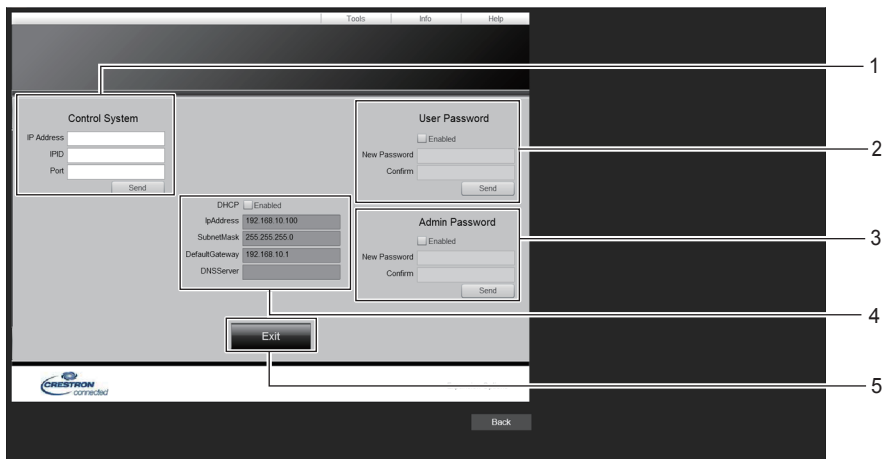 Tools Info Help
1
Control System
IP Address
IPID
Port
Send
User Password
Enabled
New Password
Confirm
Send
2
DHCP Enabled
IpAddress 192.168.10.100
SubnetMask 255.255.255.0
DefaultGateway 192.168.10.1
DNSServer
Admin Password
Enabled
New Password
Confirm
Send
3
4
Exit
5
CRESTRON
connected
Back